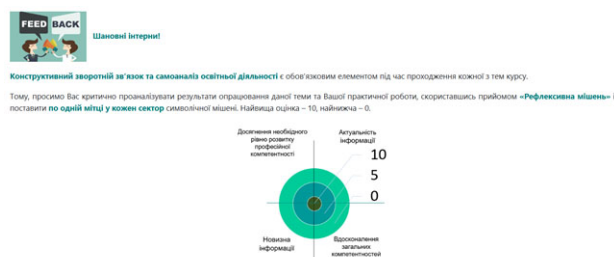 FEED BACK
Шановні інтерни!
Конструктивний зворотній зв'язок та самоаналіз освітньої діяльності є обов'язковим елементом під час проходження кожної з тем курсу.
Тому, просимо Вас критично проаналізувати результати опрацювання даної теми та Вашої практичної роботи, скориставшись прийомом «Рефлексивна мішень» і
поставити по одній мітці у кожен сектор символічної мішені. Найвища оцінка – 10, найнижча – 0.
Досягнення необхідного
рівню розвитку
професійної
компетентності
Актуальність
інформації
10
5
0
Новизна
інформації
Вдосконалення
загальних
компетентностей